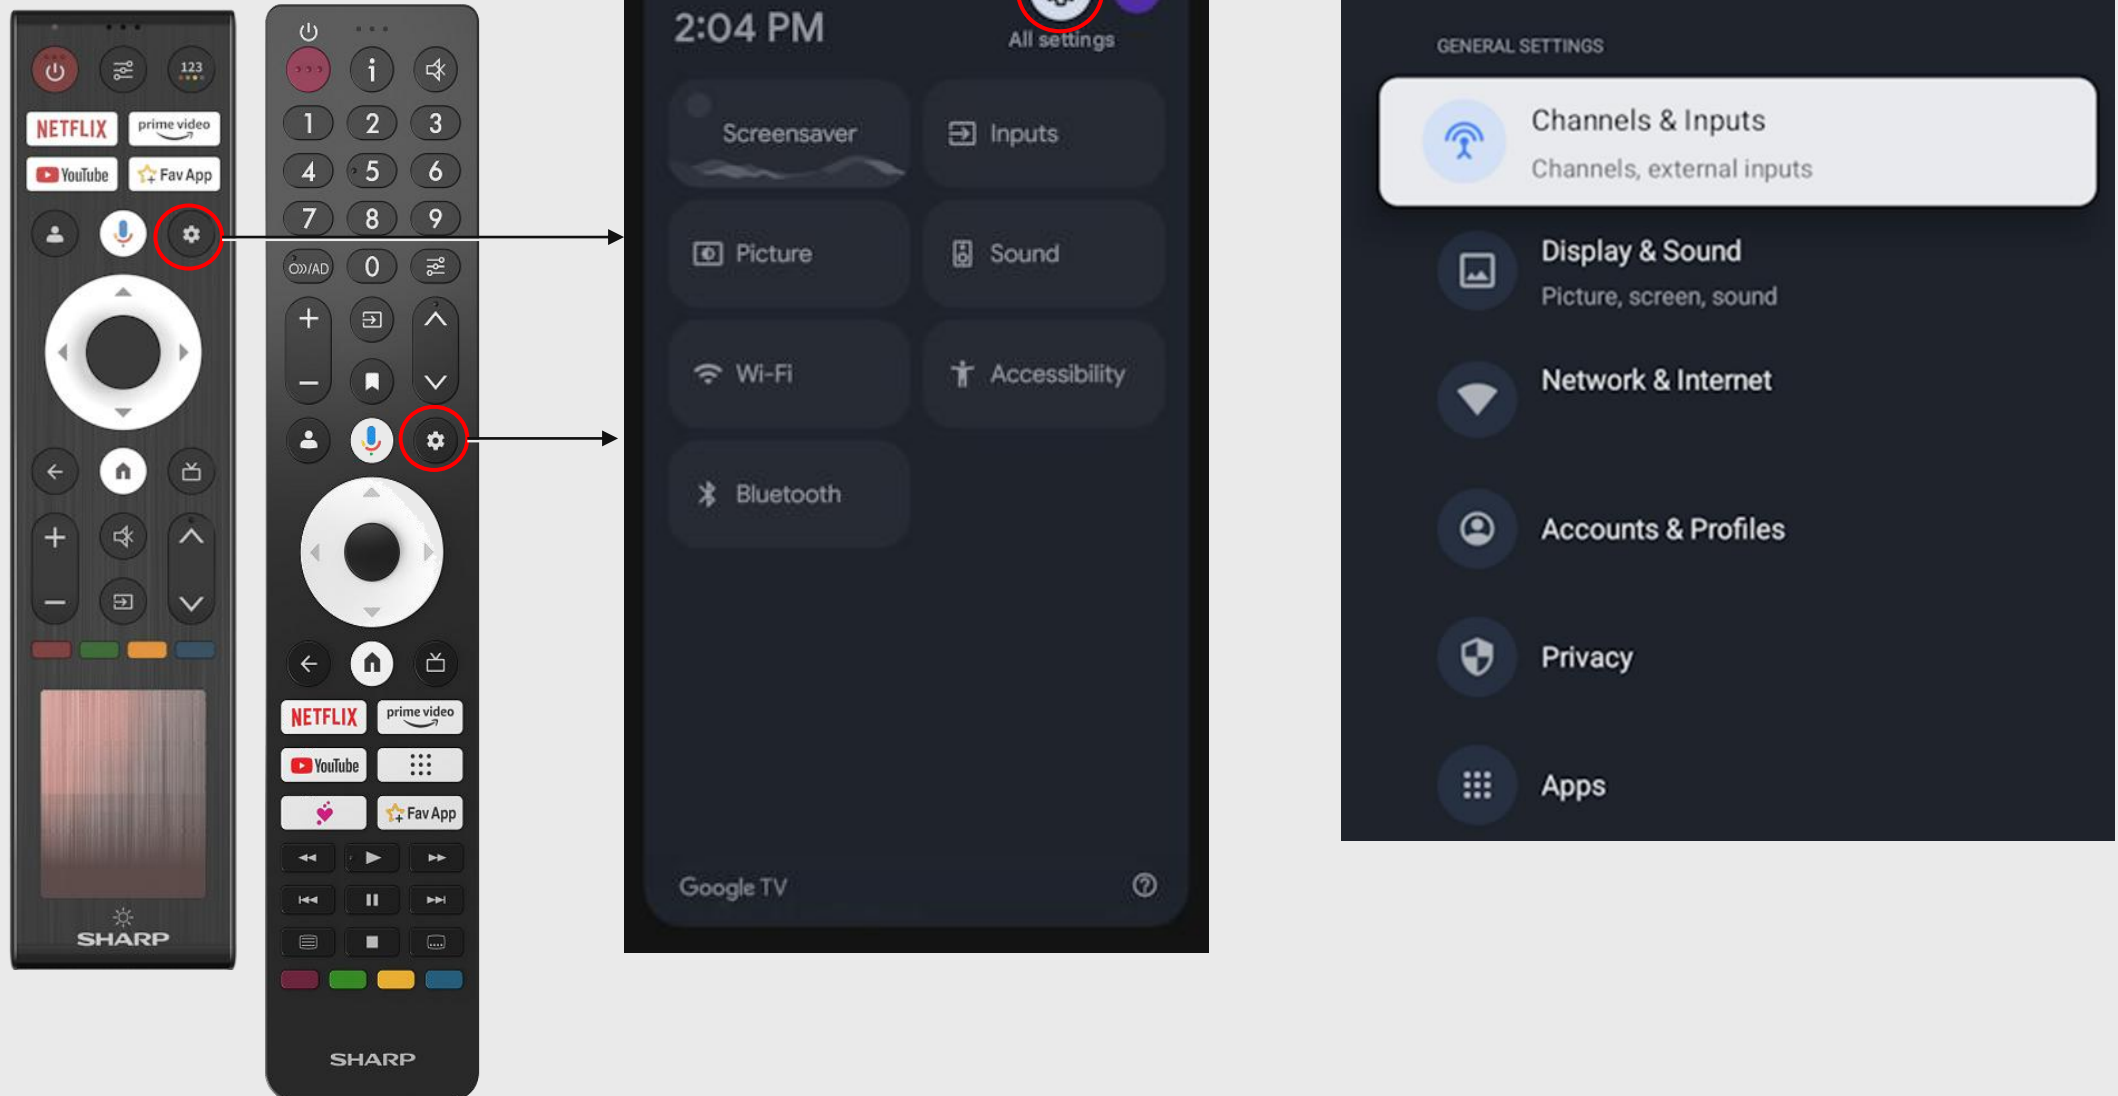 123
NETFLIX
prime video
YouTube
Fav App
SHARP
i
1 2 3
4 5 6
7 8 9
O))/AD 0
NETFLIX
prime video
YouTube
Fav App
SHARP
2:04 PM
All settings
Screensaver
Inputs
Picture
Sound
Wi-Fi
Accessibility
Bluetooth
Google TV
GENERAL SETTINGS
Channels & Inputs
Channels, external inputs
Display & Sound
Picture, screen, sound
Network & Internet
Accounts & Profiles
Privacy
Apps